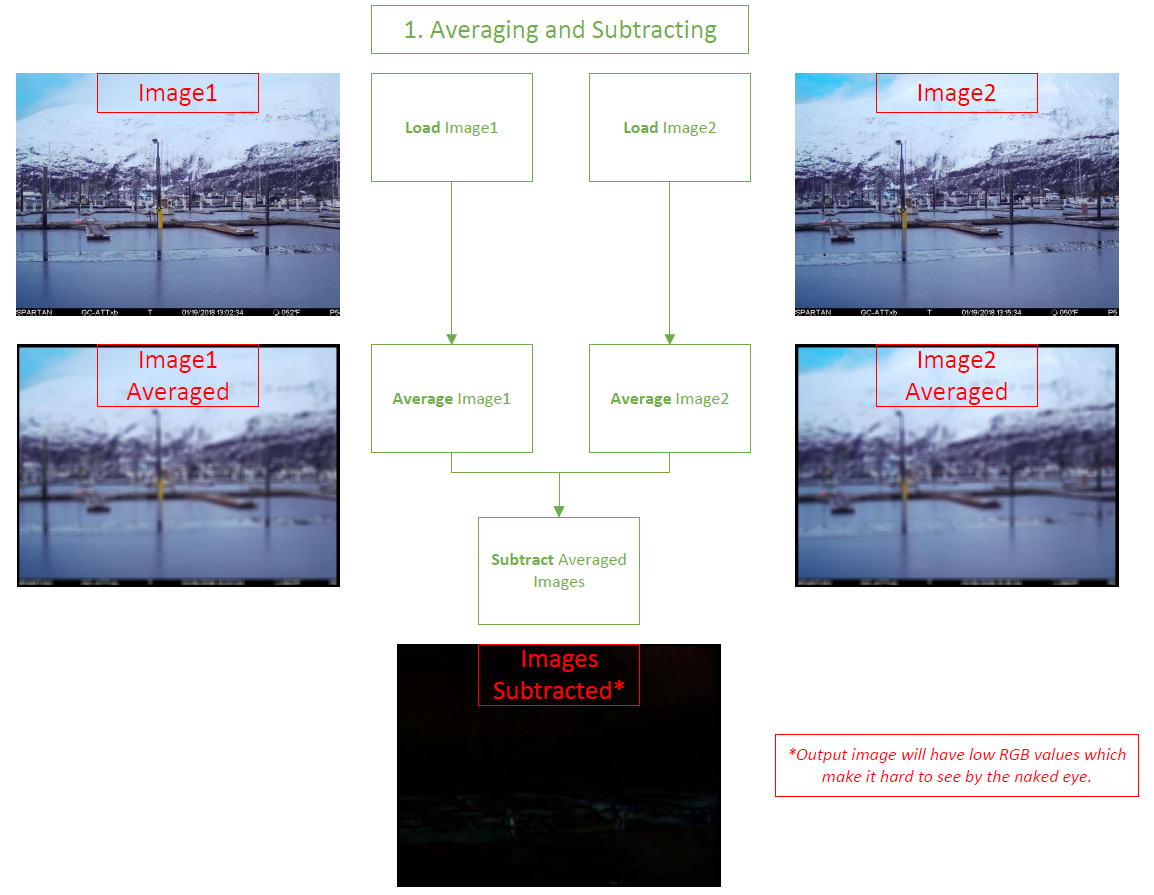 1. Averaging and Subtracting
Image1
Load Image1
Load Image2
Image2
SPARTAN GC-ATTxb T 01/19/2018 13:02:34 052°F P5
SPARTAN GC-ATTxb T 01/19/2018 13:15:34 050°F P5
Image1
Averaged
Average Image1
Average Image2
Image2
Averaged
Subtract Averaged
Images
Images
Subtracted*
*Output image will have low RGB values which
make it hard to see by the naked eye.